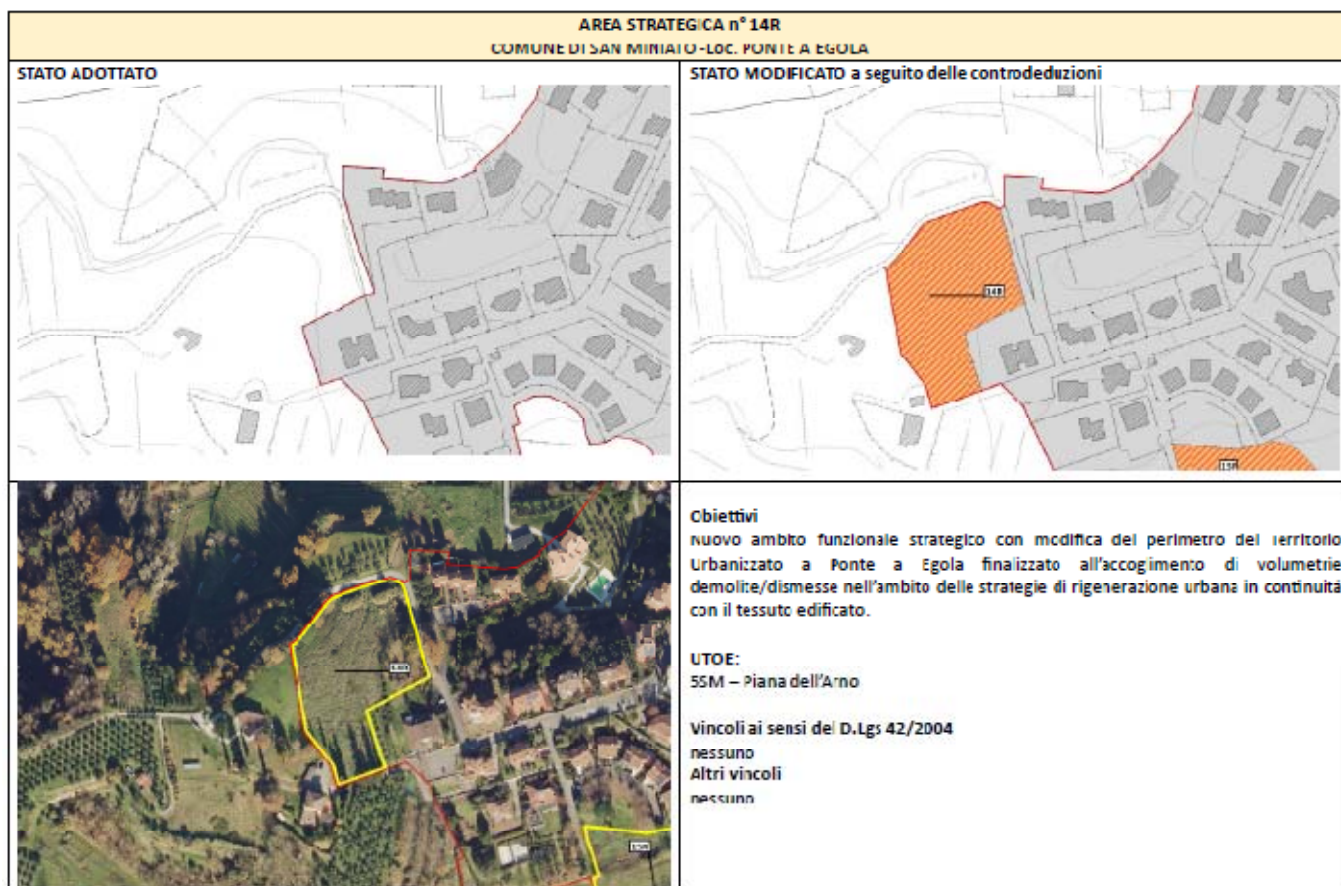 AREA STRATEGICA n° 14R
COMUNE DI SAN MINIATO -Loc. PONTE A EGOLA
STATO ADOTTATO
STATO MODIFICATO a seguito delle controdeduzioni
14R
15R
14R
15R
Obiettivi
Nuovo ambito funzionale strategico con modifica del perimetro del Territorio
Urbanizzato a Ponte a Egola finalizzato all'accoglimento di volumetrie
demolite/dismesse nell'ambito delle strategie di rigenerazione urbana in continuità
con il tessuto edificato.
UTOE:
5SM – Piana dell'Arno
Vincoli ai sensi del D.Lgs 42/2004
nessuno
Altri vincoli
nessuno